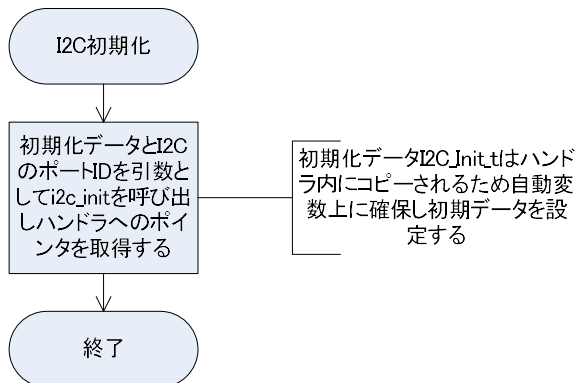 I2C初期化
初期化データとI2C
のポートIDを引数と
してi2c_initを呼び出
しハンドラへのポイ
ンタを取得する
初期化データI2C_Init_tはハンド
ラ内にコピーされるため自動変
数上に確保し初期データを設
定する
終了